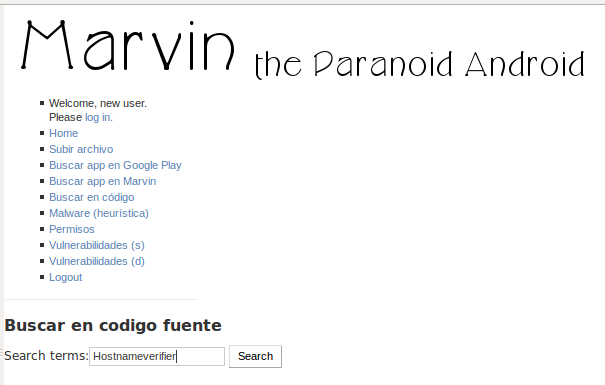 Marvin the Paranoid Android
Welcome, new user.
Please log in.
Home
Subir archivo
Buscar app en Google Play
Buscar app en Marvin
Buscar en código
Malware (heurística)
Permisos
Vulnerabilidades (s)
Vulnerabilidades (d)
Logout
Buscar en codigo fuente
Search terms: Hostnameverifier Search